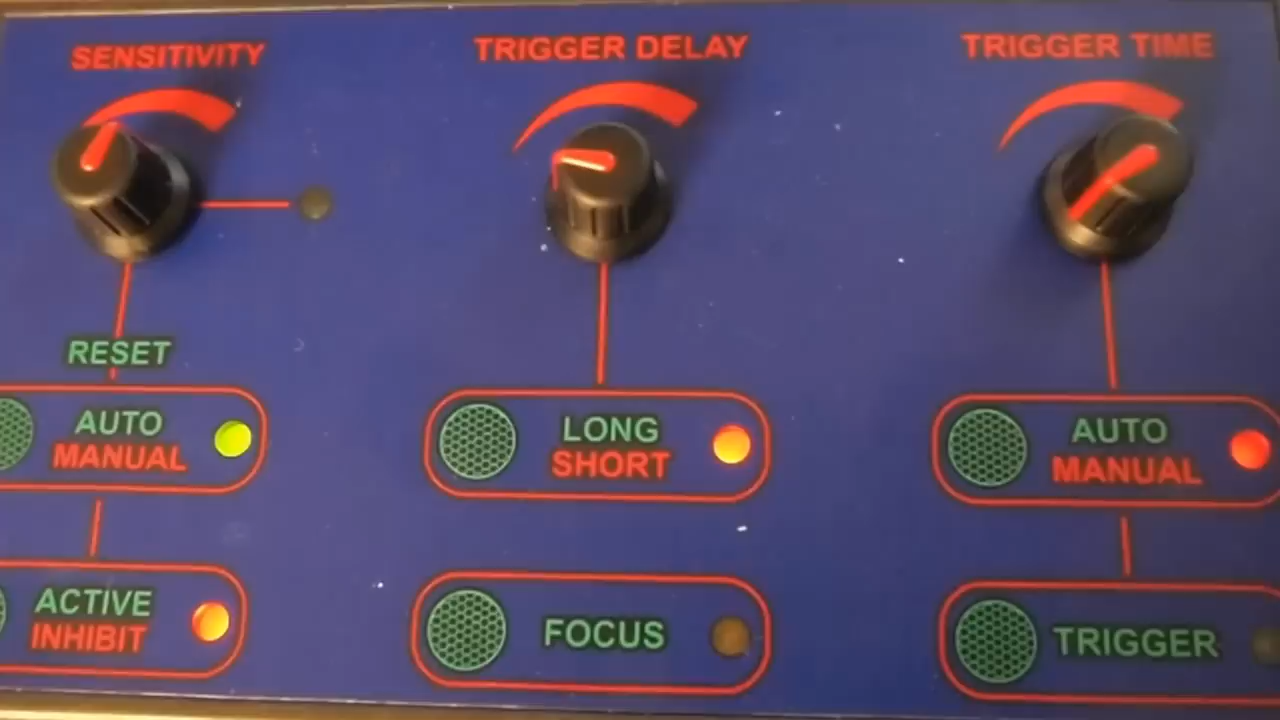 SENSITIVITY
TRIGGER DELAY
TRIGGER TIME
RESET
AUTO
MANUAL
LONG
SHORT
AUTO
MANUAL
ACTIVE
INHIBIT
FOCUS
TRIGGER